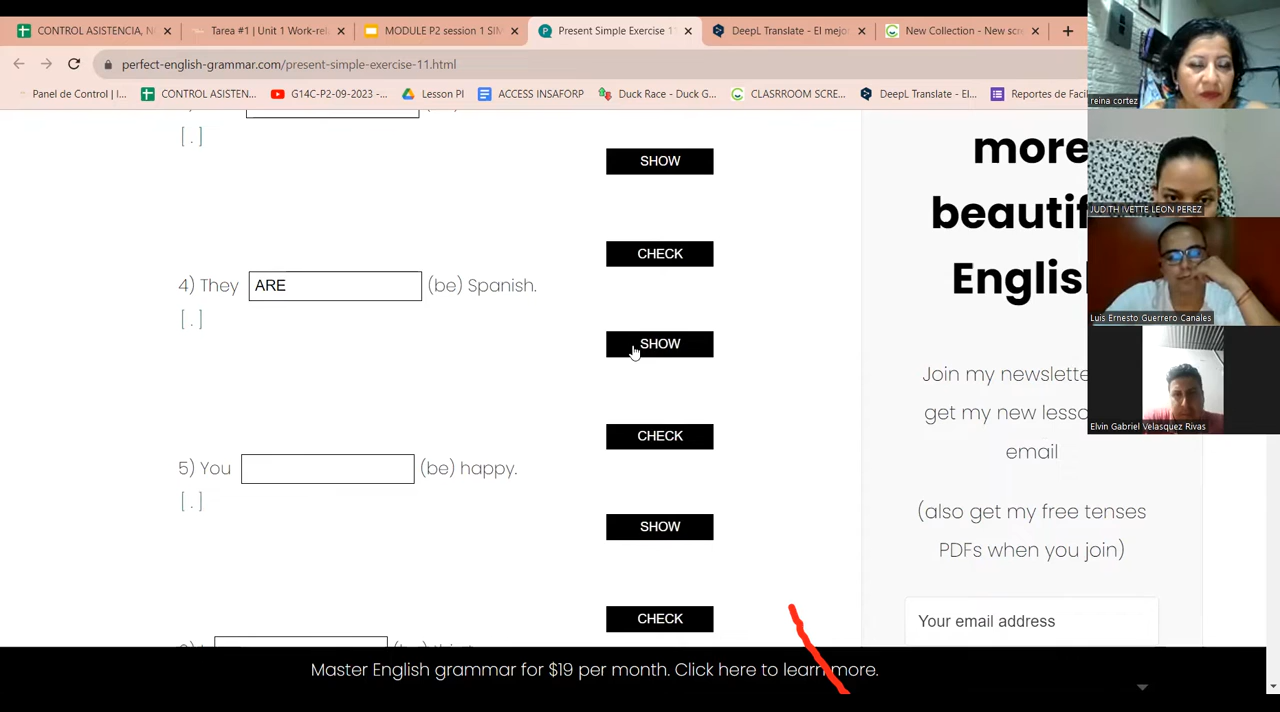 CONTROL ASISTENCIA, N
Tarea #1 | Unit 1 Work-rel
MODULE P2 session 1 SIM
Present Simple Exercise 11
DeepL Translate - El mejor
New Collection - New scre
perfect-english-grammar.com/present-simple-exercise-11.html
Panel de Control | I...
CONTROL ASISTEN...
G14C-P2-09-2023 -...
Lesson Pl
ACCESS INSAFORP
Duck Race - Duck G...
CLASRROOM SCRE...
DeepL Translate - El...
Reportes de Faci
[ . ]
SHOW
CHECK
4) They ARE (be) Spanish.
[ . ]
SHOW
CHECK
5) You (be) happy.
[ . ]
SHOW
CHECK
more
beautif
Englis
Join my newslette
get my new lesso
email
(also get my free tenses
PDFs when you join)
Your email address
Master English grammar for $19 per month. Click here to learn more.
reina cortez
JUDITH IVETTE LEON PEREZ
Luis Ernesto Guerrero Canales
Elvin Gabriel Velasquez Rivas